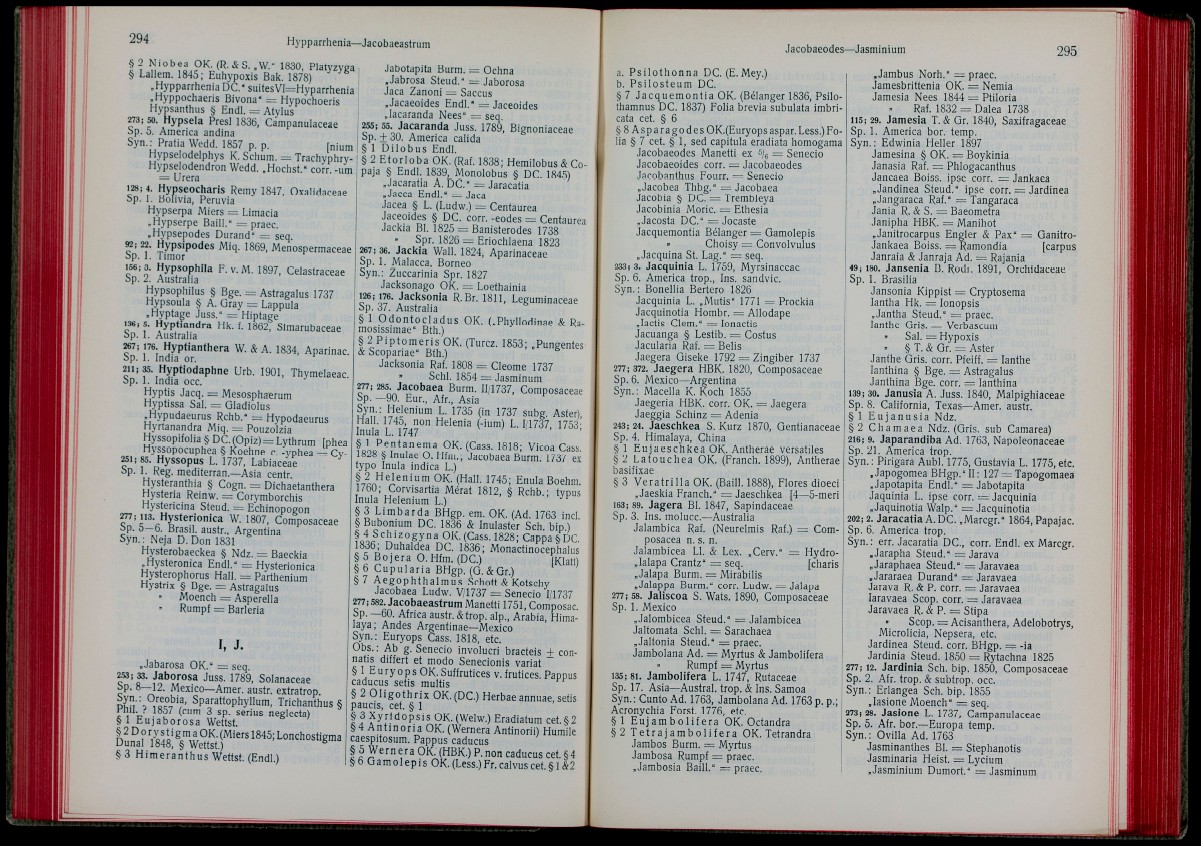 294
Hypparrhenia—Jacobaeastrum
§ 2 Niobea OK. (R. & S. „W.“ 1830, Platyzyga
§ Lallem. 1845; Euhypoxis Bak. 1878)
„Hypparrhenia DC.“ suites VI=Hyparrhenia
„Hyppochaeris Bivona“ = Hypochoeris
Hypsanthus § Endl. = Atylus
273; 50. Hypsela Presl 1836, Campanulaceae
Sp. 5. America andina
Syn.: Pratia Wedd. 1857 p. p. [nium
Hypselodelphys K. Schum. = Trachyphry-
Hypselodendron Wedd. „Hochst.“ corr. -um
= Urera
128; 4. Hypseocharis Remy 1847, Oxalidaceae
Sp. 1. Bolivia, Peruvia
Hypserpa Miers = Limacia
„Hypserpe Baill.“ = praec.
„Hypsepodes Durand“ = seq.
92; 22. Hypsipodes Miq. 1869, Menospermaceae
Sp. 1. Timor
156; 3. Hypsophila F. v. M. 1897, Celastraceae
Sp. 2. Australia
Hypsophilus § Bge. = Astragalus 1737
Hypsoula § A. Gray = Lappula
„Hyptage Juss.“ = Hiptage
136; 5. Hyptiandra Hk. f. 1862, Simarubaceae
Sp. 1. Australia
267; 176. Hyptianthera W. & A. 1834, Aparinac.
Sp. 1. India or.
211; 35. Hyptiodaphne Urb. 1901, Thymelaeac.
Sp. 1. India occ.
Hyptis Jacq. = Mesosphaerum
Hyptissa Sal. = Gladiolus
„Hypudaeurus Rchb.“ = Hypodaeurus
Hyrtanandra Miq. = Pouzolzia
Hyssopifolia § DC. (Opiz)=Lythrum [phea
Hyssopocuphea § Koehne c. -yphea = Cy-
251; 85. Hyssopus L. 1737, Labiaceae
Sp. 1. Reg. mediterran.—Asia centr.
Hysteranthia § Cogn. = Dichaetanthera
Hysteria Reinw. = Corymborchis
Hystericina Steud. = Echinopogon
277; 113. Hysterionica W. 1807, Composaceae
Sp. 5—6. Brasil. austr., Argentina
Syn.: Neja D. Don 1831
Hysterobaeckea § Ndz. = Baeckia
„Hysteronica Endl.“ = Hysterionica
Hysterophorus Hall. = Parthenium
Hystrix § Bge. = Astragalus
„ Moench = Asperella
„ Rumpf = Barleria
I, J.
„Jabarosa OK.“ = seq.
253; 33. Jaborosa Juss. 1789, Solanaceae
Sp. 8—12. Mexico—Amer. austr. extratrop.
Syn.: Oreobia, Sparattophyllum, Trichanthus §
Phil. ? 1857 (cum 3 sp. serius neglecta)
§ 1 Eujaborosa Wettst.
§ 2 Dorystigma OK. (Miers 1845; Lonchostigma
Dunal 1848, § Wettst.)
§ 3 Himeranthus Wettst. (Endl.)
Jabotapita Burm. = Ochna
„Jabrosa Steud.“ = Jaborosa
Jaca Zanoni = Saccus
„Jacaeoides Endl.“ = Jaceoides
„Jacaranda Nees“ = seq.
255; 55. Jacaranda Juss. 1789, Bignoniaceae
Sp. ± 30. America calida
§ 1 Dilobus Endl.
§ 2 Etorloba OK. (Raf. 1838; Hemilobus & Co-
paja § Endl. 1839, Monolobus § DC. 1845)
„Jacaratia A. DC.“ = Jaracatia
„Jacea Endl.“ = Jaca
Jacea § L. (Ludw.) = Centaurea
Jaceoides § DC. corr. -eodes = Centaurea
Jackia Bl. 1825 = Banisterodes 1738
„ Spr. 1826 = Eriochlaena 1823
267; 36. Jackia Wall. 1824, Aparinaceae
Sp. 1. Malacca, Borneo
Syn.: Zuccarinia Spr. 1827
Jacksonago OK. = Loethainia
126; 176. Jacksonia R. Br. 1811, Leguminaceae
Sp. 37. Australia
§ 1 Odontocladus OK. („Phyllodinae & Ra-
mosissimae“ Bth.)
§ 2 Piptomeris OK. (Turcz. 1853; „Pungentes
& Scopariae“ Bth.)
Jacksonia Raf. 1808 = Cleome 1737
„ Schl. 1854 = Jasminum
277; 285. Jacobaea Burm. II/1737, Composaceae
Sp. —90. Eur., Afr., Asia
Syn.: Helenium L. 1735 (in 1737 subg. Aster),
Hall. 1745, non Helenia (-ium) L. I/1737, 1753;
Inula L. 1747
§ 1 Pentanema OK. (Cass. 1818; Vicoa Cass.
1828 § Inulae O. Hfm., Jacobaea Burm. 1737 ex
typo Inula indica L.)
§ 2 Helenium OK. (Hall. 1745; Enula Boehm.
1760; Corvisartia Mérat 1812, § Rchb.; typus
Inula Helenium L.)
§ 3 Limbarda BHgp. em. OK. (Ad. 1763 incl.
§ Bubonium DC. 1836 & Inulaster Sch. bip.)
§ 4 Schizogyna OK. (Cass. 1828; Cappa § DC.
1836; Duhaldea DC. 1836; Monactinocephalus
§ 5 Bojera O. Hfm. (DC.) [Klatt)
§ 6 Cupularia BHgp. (G. & Gr.)
§ 7 Aegophthalmus Schott & Kotschy
Jacobaea Ludw. V/1737 = Senecio I/1737
277; 582. Jacobaeastrum Manetti 1751, Composac.
Sp. —60. Africa austr. & trop. alp., Arabia, Hima-
laya; Andes Argentinae—Mexico
Syn.: Euryops Cass. 1818, etc.
Obs.: Ab g. Senecio involucri bracteis ± con-
natis differt et modo Senecionis variat
§ 1 Euryops OK. Suffrutices v. frutices. Pappus
caducus setis multis
§ 2 Oligothrix OK. (DC.) Herbae annuae, setis
paucis, cet. § 1
§ 3 Xyrtdopsis OK. (Welw.) Eradiatum cet. § 2
§ 4 Antinoria OK. (Wernera Antinorii) Humile
caespitosum. Pappus caducus
§ 5 Wernera OK. (HBK.) P. non caducus cet. § 4
§ 6 Gamolepis OK. (Less.) Fr. calvus cet. § 1 & 2
Jacobaeodes—Jasminium
295
a. Psilothonna DC. (E. Mey.)
b. Psilosteum DC.
§ 7 Jacquemontia OK. (Bélanger 1836, Psilo-
thamnus DC. 1837) Folia brevia subulata imbri-
cata cet. § 6
§ 8 Asparagodes OK. (Euryops aspar. Less.) Fo-
lia § 7 cet. § 1, sed capitula eradiata homogama
Jacobaeodes Manetti ex 5/6 = Senecio
Jacobaeoides corr. = Jacobaeodes
Jacobanthus Fourr. = Senecio
„Jacobea Thbg.“ = Jacobaea
Jacobia § DC. = Trembleya
Jacobinia Moric. = Ethesia
„Jacosta DC.“ = Jocaste
Jacquemontia Bélanger = Gamolepis
„ Choisy = Convolvulus
„Jacquina St. Lag.“ = seq.
233; 3. Jacquinia L. 1759, Myrsinaceae
Sp. 6. America trop., Ins. sandvic.
Syn.: Bonellia Bertero 1826
Jacquinia L. „Mutis“ 1771 = Prockia
Jacquinotia Hombr. = Allodape
„Iactis Clem.“ = Ionactis
Jacuanga § Lestib. = Costus
Jacularia Raf. = Belis
Jaegera Giseke 1792 = Zingiber 1737
277; 372. Jaegera HBK. 1820, Composaceae
Sp. 6. Mexico—Argentina
Syn.: Macella K. Koch 1855
Jaegeria HBK. corr. OK. = Jaegera
Jaeggia Schinz = Adenia
243; 24. Jaeschkea S. Kurz 1870, Gentianaceae
Sp. 4. Himalaya, China
§ 1 Eujaeschkea OK. Antherae versatiles
§ 2 Latouchea OK. (Franch. 1899), Antherae
basifixae
§ 3 Veratrilla OK. (Baill. 1888), Flores dioeci
„Jaeskia Franch.“ = Jaeschkea [4—5-meri
163; 89. Jagera Bl. 1847, Sapindaceae
Sp. 3. Ins. molucc.—Australia
Jalambica Raf. (Neurelmis Raf.) = Com-
posacea n. s. n.
Jalambicea Ll. & Lex. „Cerv.“ = Hydro-
„Ialapa Crantz“ = seq. [charis
„Jalapa Burm. = Mirabilis
„Jalappa Burm.“ corr. Ludw. = Jalapa
277; 58. Jaliscoa S. Wats. 1890, Composaceae
Sp. 1. Mexico
„Jalombicea Steud.“ = Jalambicea
Jaltomata Schl. = Sarachaea
„Jaltonia Steud.“ = praec.
Jambolana Ad. = Myrtus & Jambolifera
„ Rumpf = Myrtus
135; 81. Jambolifera L. 1747, Rutaceae
Sp. 17. Asia—Austral. trop. & Ins. Samoa
Syn.: Cunto Ad. 1763, Jambolana Ad. 1763 p. p.;
Acronychia Forst. 1776, etc.
§ 1 Eujambolifera OK. Octandra
§ 2 Tetrajambolifera OK. Tetrandra
Jambos Burm. = Myrtus
Jambosa Rumpf = praec.
„Jambosia Baill.“ = praec.
„Jambus Norh.“ = praec.
Jamesbrittenia OK. = Nemia
Jamesia Nees 1844 = Ptiloria
„ Raf. 1832 = Dalea 1738
115; 29. Jamesia T. & Gr. 1840, Saxifragaceae
Sp. 1. America bor. temp.
Syn.: Edwinia Heller 1897
Jamesina § OK. = Boykinia
Janasia Raf. = Phlogacanthus
Jancaea Boiss. ipse corr. = Jankaea
„Jandinea Steud.“ ipse corr. = Jardinea
„Jangaraca Raf.“ = Tangaraca
Jania R. & S. = Baeometra
Janipha HBK. = Manihot
„Janitrocarpus Engler & Pax“ = Ganitro-
Jankaea Boiss. = Ramondia [carpus
Janraia & Janraja Ad. = Rajania
49; 180. Jansenia B. Rodr. 1891, Orchidaceae
Sp. 1. Brasilia
Jansonia Kippist = Cryptosema
Iantha Hk. = Ionopsis
„Jantha Steud.“ = praec.
Ianthe Gris. = Verbascum
„ Sal. = Hypoxis
„ § T. & Gr. = Aster
Janthe Gris. corr. Pfeiff. = Ianthe
Ianthina § Bge. = Astragalus
Janthina Bge. corr. = Ianthina
139; 30. Janusia A. Juss. 1840, Malpighiaceae
Sp. 8. California, Texas—Amer. austr.
§ 1 Eujanusia Ndz.
§ 2 Chamaea Ndz. (Gris. sub Camarea)
216; 9. Japarandiba Ad. 1763, Napoleonaceae
Sp. 21. America trop.
Syn.: Pirigara Aubl. 1775, Gustavia L. 1775, etc.
„Japogomea BHgp.“ II: 127 = Tapogomaea
„Japotapita Endl.“ = Jabotapita
Jaquinia L. ipse corr. = Jacquinia
„Jaquinotia Walp.“ = Jacquinotia
202; 2. Jaracatia A. DC. „Marcgr.“ 1864, Papajac.
Sp. 6. America trop.
Syn.: err. Jacaratia DC., corr. Endl. ex Marcgr.
„Jarapha Steud.“ = Jarava
„Jaraphaea Steud.“ = Jaravaea
„Jararaea Durand“ = Jaravaea
Jarava R. & P. corr. = Jaravaea
Iaravaea Scop. corr. = Jaravaea
Jaravaea R. & P. = Stipa
„ Scop. = Acisanthera, Adelobotrys,
Microlicia, Nepsera, etc.
Jardinea Steud. corr. BHgp. = -ia
Jardinia Steud. 1850 = Rytachna 1825
277; 12. Jardinia Sch. bip. 1850, Composaceae
Sp. 2. Afr. trop. & subtrop. occ.
Syn.: Erlangea Sch. bip. 1855
„Iasione Moench“ = seq.
273; 28. Jasione L. 1737, Campanulaceae
Sp. 5. Afr. bor.—Europa temp.
Syn.: Ovilla Ad. 1763
Jasminanthes Bl. = Stephanotis
Jasminaria Heist. = Lycium
„Jasminium Dumort.“ = Jasminum